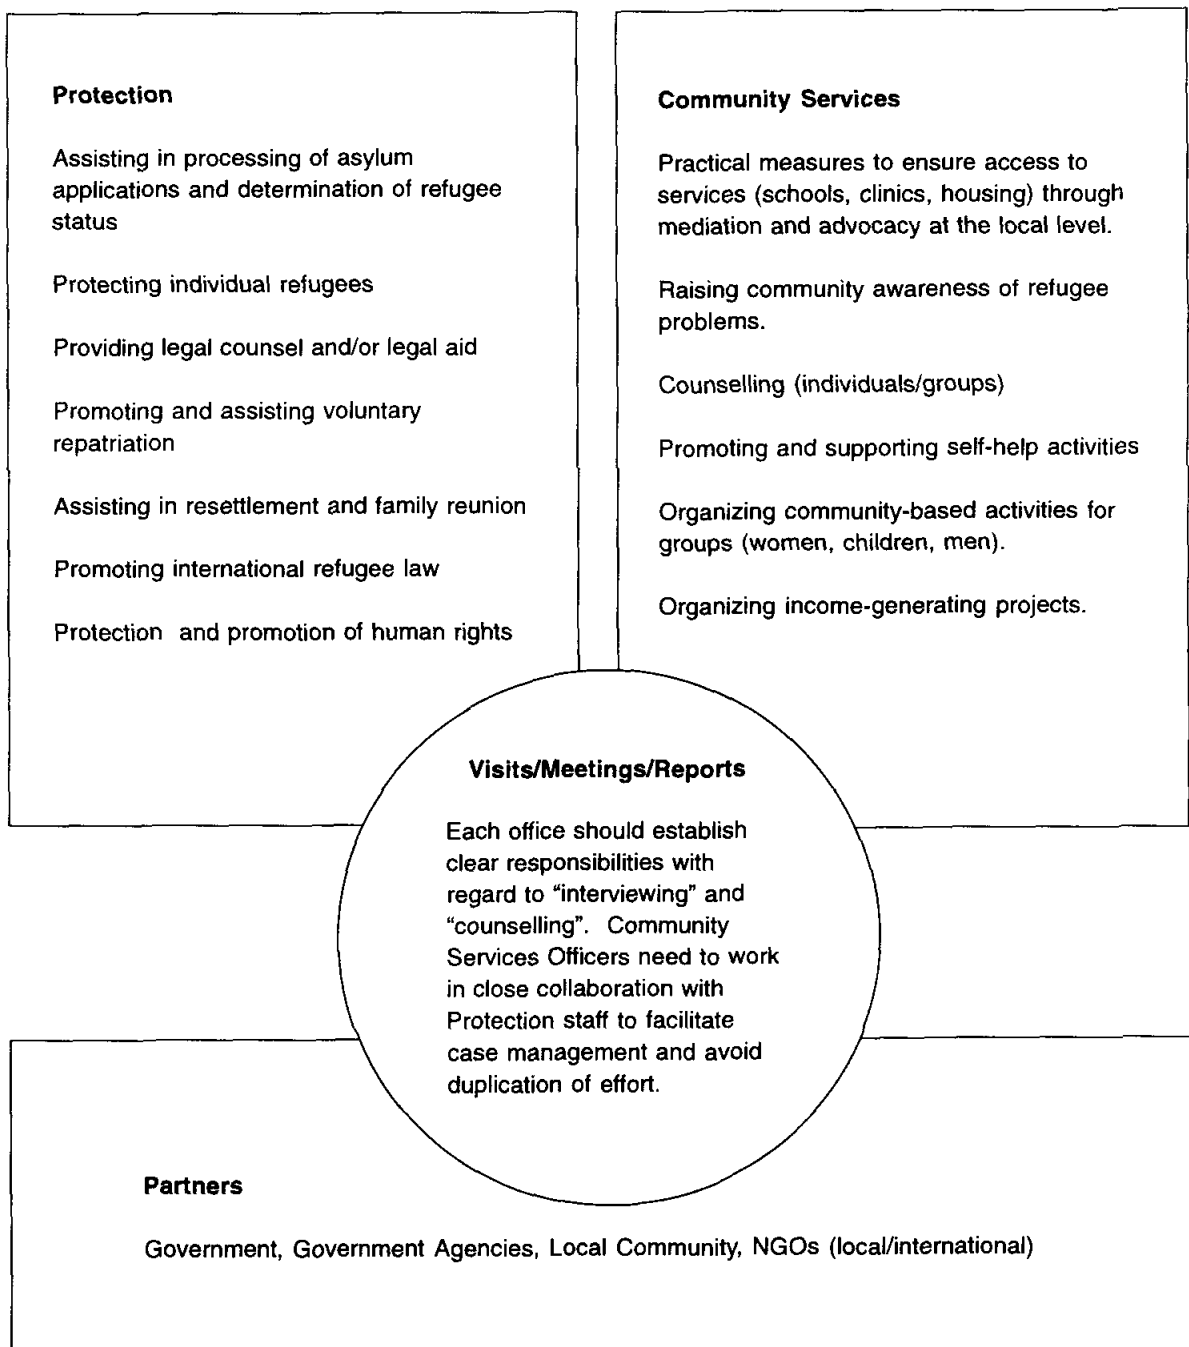 Protection
Assisting in processing of asylum
applications and determination of refugee
status
Protecting individual refugees
Providing legal counsel and/or legal aid
Promoting and assisting voluntary
repatriation
Assisting in resettlement and family reunion
Promoting international refugee law
Protection and promotion of human rights
Community Services
Practical measures to ensure access to
services (schools, clinics, housing) through
mediation and advocacy at the local level.
Raising community awareness of refugee
problems.
Counselling (individuals/groups)
Promoting and supporting self-help activities
Organizing community-based activities for
groups (women, children, men).
Organizing income-generating projects.
Visits/Meetings/Reports
Each office should establish
clear responsibilities with
regard to “interviewing” and
“counselling”. Community
Services Officers need to work
in close collaboration with
Protection staff to facilitate
case management and avoid
duplication of effort.
Partners
Government, Government Agencies, Local Community, NGOs (local/international)